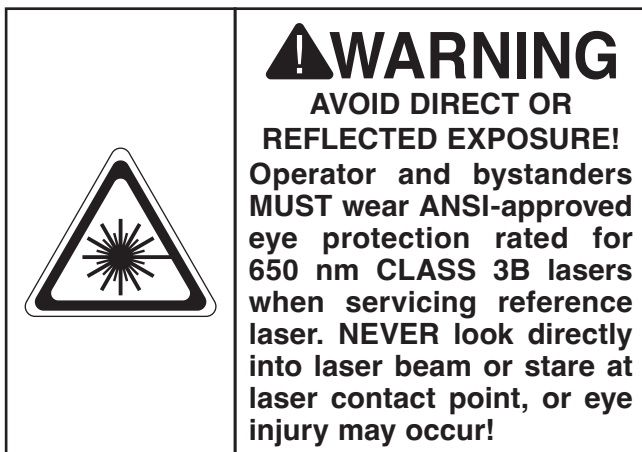 WARNING
AVOID DIRECT OR
REFLECTED EXPOSURE!
Operator and bystanders
MUST wear ANSI-approved
eye protection rated for
650 nm CLASS 3B lasers
when servicing reference
laser. NEVER look directly
into laser beam or stare at
laser contact point, or eye
injury may occur!